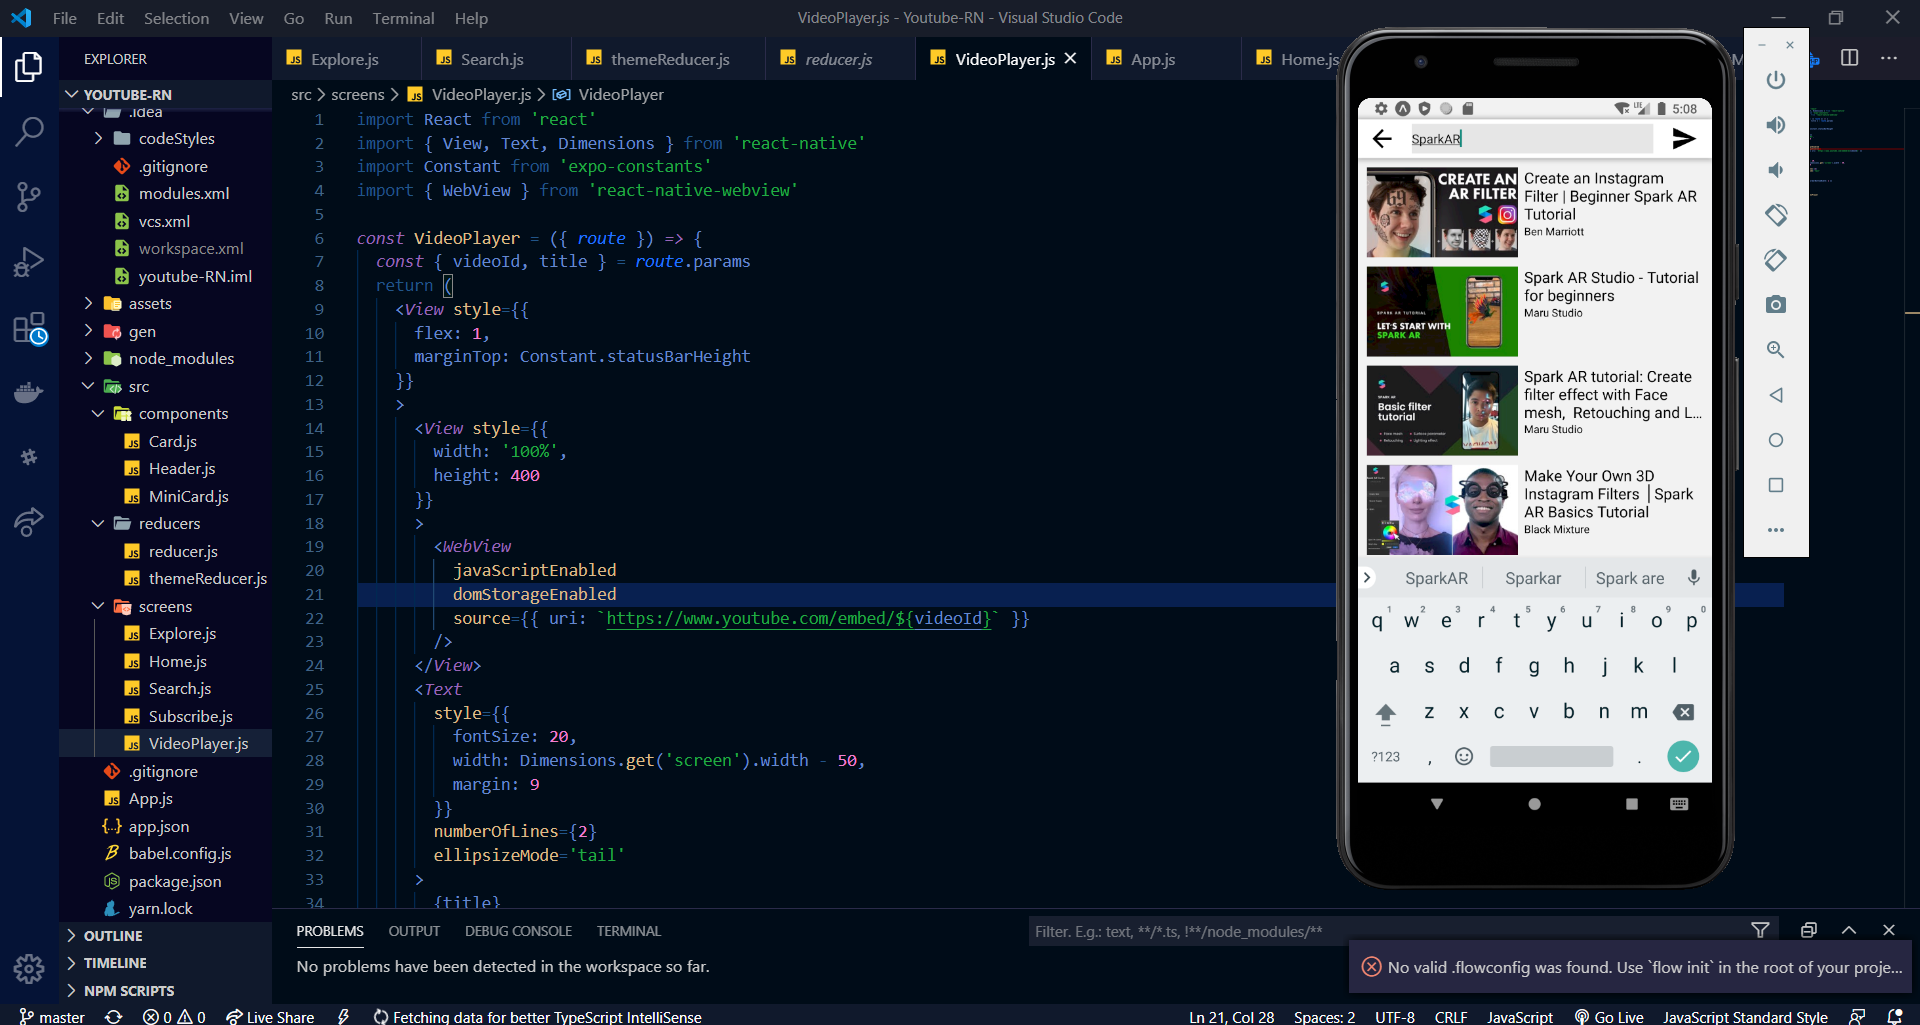 File Edit Selection View Go Run Terminal Help
VideoPlayer.js - Youtube-RN - Visual Studio Code
EXPLORER
YOUTUBE-RN
.idea
codeStyles
.gitignore
modules.xml
vcs.xml
workspace.xml
youtube-RN.iml
assets
gen
node_modules
src
components
Card.js
Header.js
MiniCard.js
reducers
reducer.js
themeReducer.js
screens
Explore.js
Home.js
Search.js
Subscribe.js
VideoPlayer.js
.gitignore
App.js
app.json
babel.config.js
package.json
yarn.lock
OUTLINE
TIMELINE
NPM SCRIPTS
Explore.js Search.js themeReducer.js reducer.js VideoPlayer.js App.js Home.js
src > screens > VideoPlayer.js > VideoPlayer
1 import React from 'react'
2 import { View, Text, Dimensions } from 'react-native'
3 import Constant from 'expo-constants'
4 import { WebView } from 'react-native-webview'
5
6 const VideoPlayer = ({ route }) => {
7 const { videoId, title } = route.params
8 return (
9 <View style={{
10 flex: 1,
11 marginTop: Constant.statusBarHeight
12 }}
13 >
14 <View style={{
15 width: '100%',
16 height: 400
17 }}
18 >
19 <WebView
20 javaScriptEnabled
21 domStorageEnabled
22 source={{ uri: `https://www.youtube.com/embed/${videoId}` }}
23 />
24 </View>
25 <Text
26 style={{
27 fontSize: 20,
28 width: Dimensions.get('screen').width - 50,
29 margin: 9
30 }}
31 numberOfLines={2}
32 ellipsizeMode='tail'
33 >
34 {title}
5:08
SparkAR
CREATE AN
AR FILTER
Create an Instagram
Filter | Beginner Spark AR
Tutorial
Ben Marriott
SPARK AR TUTORIAL
LET'S START WITH
SPARK AR
Spark AR Studio - Tutorial
for beginners
Maru Studio
SPARK AR
Basic filter
tutorial
Spark AR tutorial: Create
filter effect with Face
mesh, Retouching and L...
Maru Studio
Make Your Own 3D
Instagram Filters | Spark
AR Basics Tutorial
Black Mixture
SparkAR Sparkar Spark are
1 2 3 4 5 6 7 8 9 0
q w e r t y u i o p
a s d f g h j k l
z x c v b n m
?123 , .
PROBLEMS OUTPUT DEBUG CONSOLE TERMINAL
Filter. E.g.: text, **/*.ts, !**/node_modules/**
No problems have been detected in the workspace so far.
No valid .flowconfig was found. Use `flow init` in the root of your proje...
master 0 0 Live Share Fetching data for better TypeScript IntelliSense
Ln 21, Col 28 Spaces: 2 UTF-8 CRLF JavaScript Go Live JavaScript Standard Style